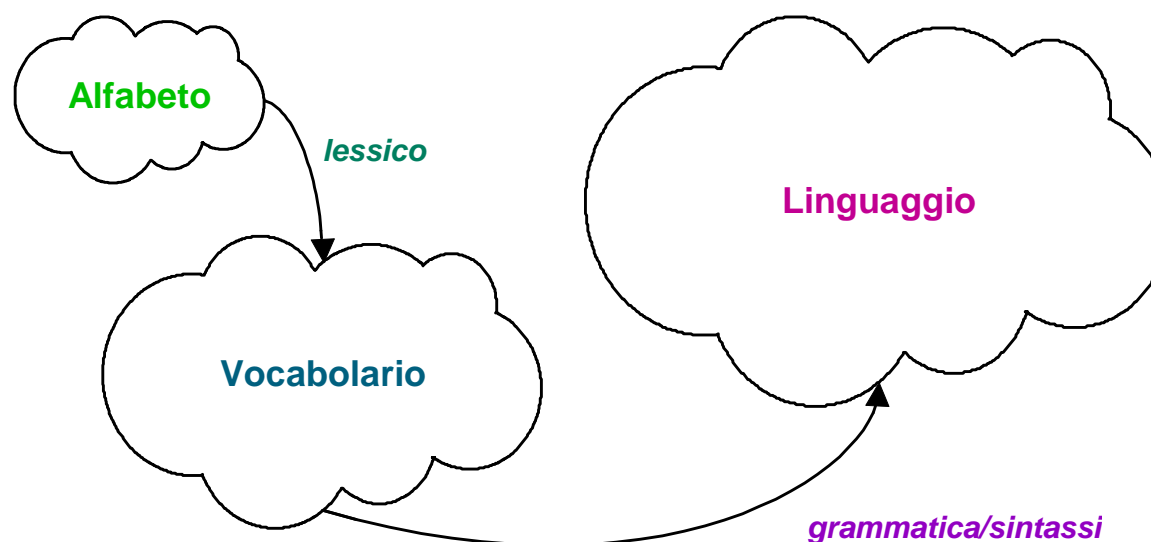 Alfabeto
lessico
Linguaggio
Vocabolario
grammatica/sintassi